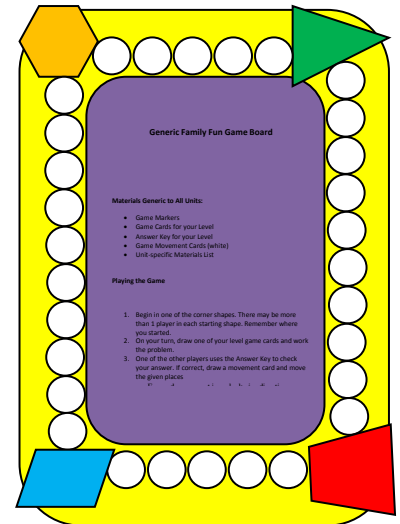 Generic Family Fun Game Board
Materials Generic to All Units:
• Game Markers
• Game Cards for your Level
• Answer Key for your Level
• Game Movement Cards (white)
• Unit-specific Materials List
Playing the Game
1. Begin in one of the corner shapes. There may be
more than 1 player in each starting shape. Remember where
you started.
2. On your turn, draw one of your level game cards and work
the problem.
3. One of the other players uses the Answer Key to check
your answer. If correct, draw a movement card and move
the given places